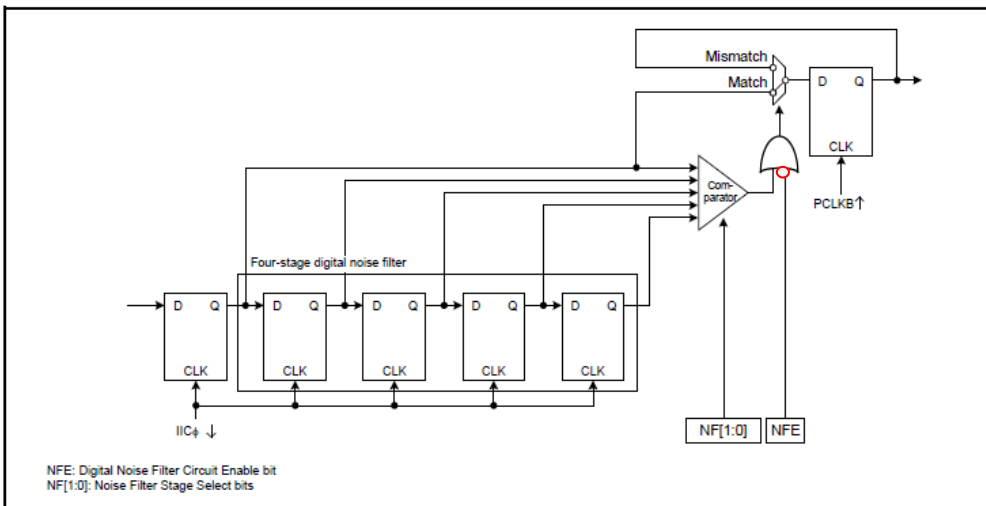 Mismatch
Match
D Q
CLK
PCLKB↑
Com-
parator
Four-stage digital noise filter
D Q D Q D Q D Q D Q
CLK CLK CLK CLK CLK
IICϕ ↓
NF[1:0] NFE
NFE: Digital Noise Filter Circuit Enable bit
NF[1:0]: Noise Filter Stage Select bits